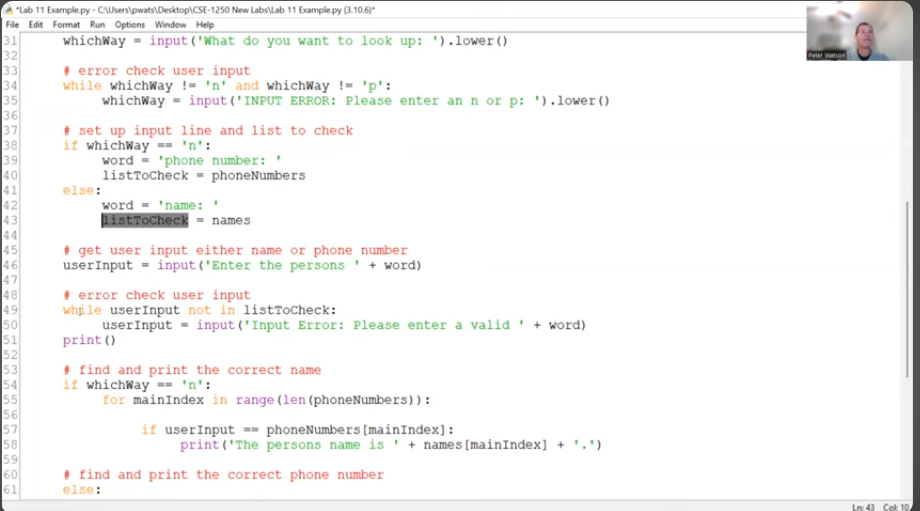 *Lab 11 Example.py - C:\Users\pwats\Desktop\CSE-1250 New Labs\Lab 11 Example.py (3.10.6)*
File Edit Format Run Options Window Help
31 whichWay = input('What do you want to look up: ').lower()
32
33 # error check user input
34 while whichWay != 'n' and whichWay != 'p':
35 whichWay = input('INPUT ERROR: Please enter an n or p: ').lower()
36
37 # set up input line and list to check
38 if whichWay == 'n':
39 word = 'phone number: '
40 listToCheck = phoneNumbers
41 else:
42 word = 'name: '
43 listToCheck = names
44
45 # get user input either name or phone number
46 userInput = input('Enter the persons ' + word)
47
48 # error check user input
49 while userInput not in listToCheck:
50 userInput = input('Input Error: Please enter a valid ' + word)
51 print()
52
53 # find and print the correct name
54 if whichWay == 'n':
55 for mainIndex in range(len(phoneNumbers)):
56
57 if userInput == phoneNumbers[mainIndex]:
58 print('The persons name is ' + names[mainIndex] + '.')
59
60 # find and print the correct phone number
61 else:
Peter Watson
Ln: 43 Col: 10